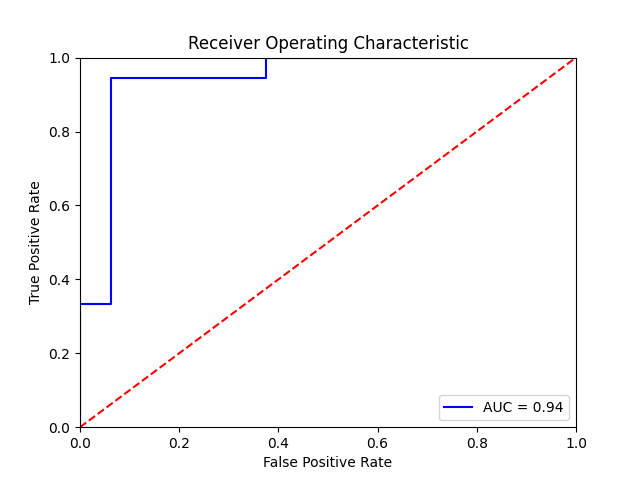 Receiver Operating Characteristic
1.0
0.8
0.6
0.4
0.2
0.0
True Positive Rate
AUC = 0.94
0.0 0.2 0.4 0.6 0.8 1.0
False Positive Rate